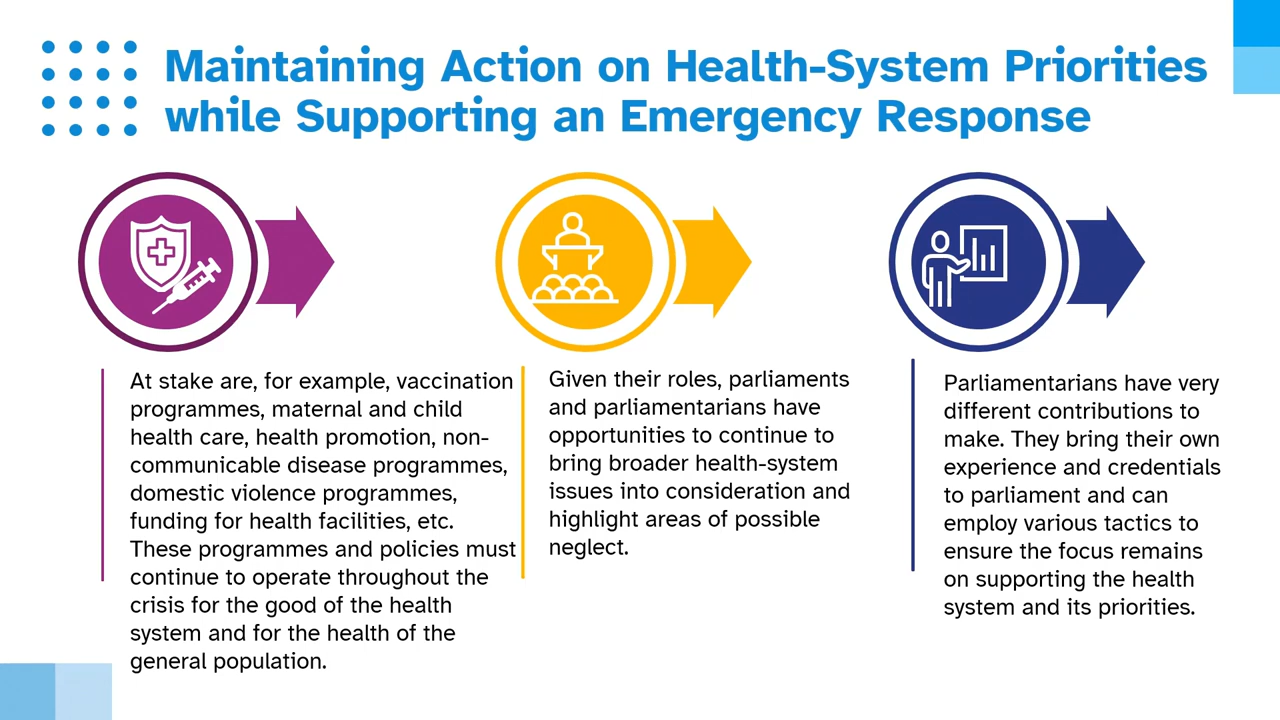 Maintaining Action on Health-System Priorities
while Supporting an Emergency Response
At stake are, for example, vaccination
programmes, maternal and child
health care, health promotion, non-
communicable disease programmes,
domestic violence programmes,
funding for health facilities, etc.
These programmes and policies must
continue to operate throughout the
crisis for the good of the health
system and for the health of the
general population.
Given their roles, parliaments
and parliamentarians have
opportunities to continue to
bring broader health-system
issues into consideration and
highlight areas of possible
neglect.
Parliamentarians have very
different contributions to
make. They bring their own
experience and credentials
to parliament and can
employ various tactics to
ensure the focus remains
on supporting the health
system and its priorities.